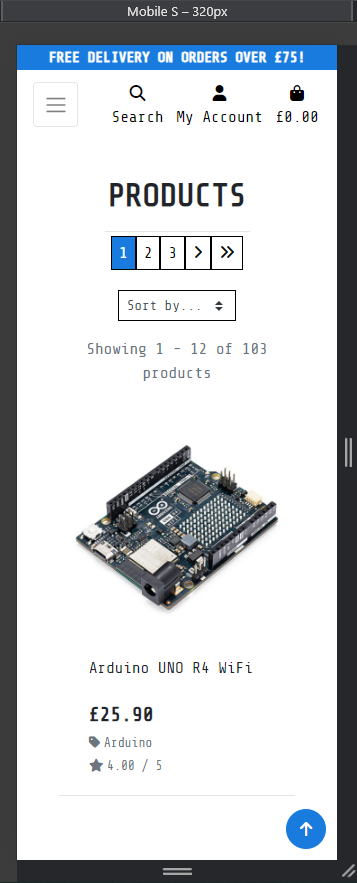 Mobile S – 320px
FREE DELIVERY ON ORDERS OVER £75!
Search My Account £0.00
PRODUCTS
1 2 3
Sort by...
Showing 1 - 12 of 103
products
Arduino UNO R4 WiFi
£25.90
Arduino
4.00 / 5